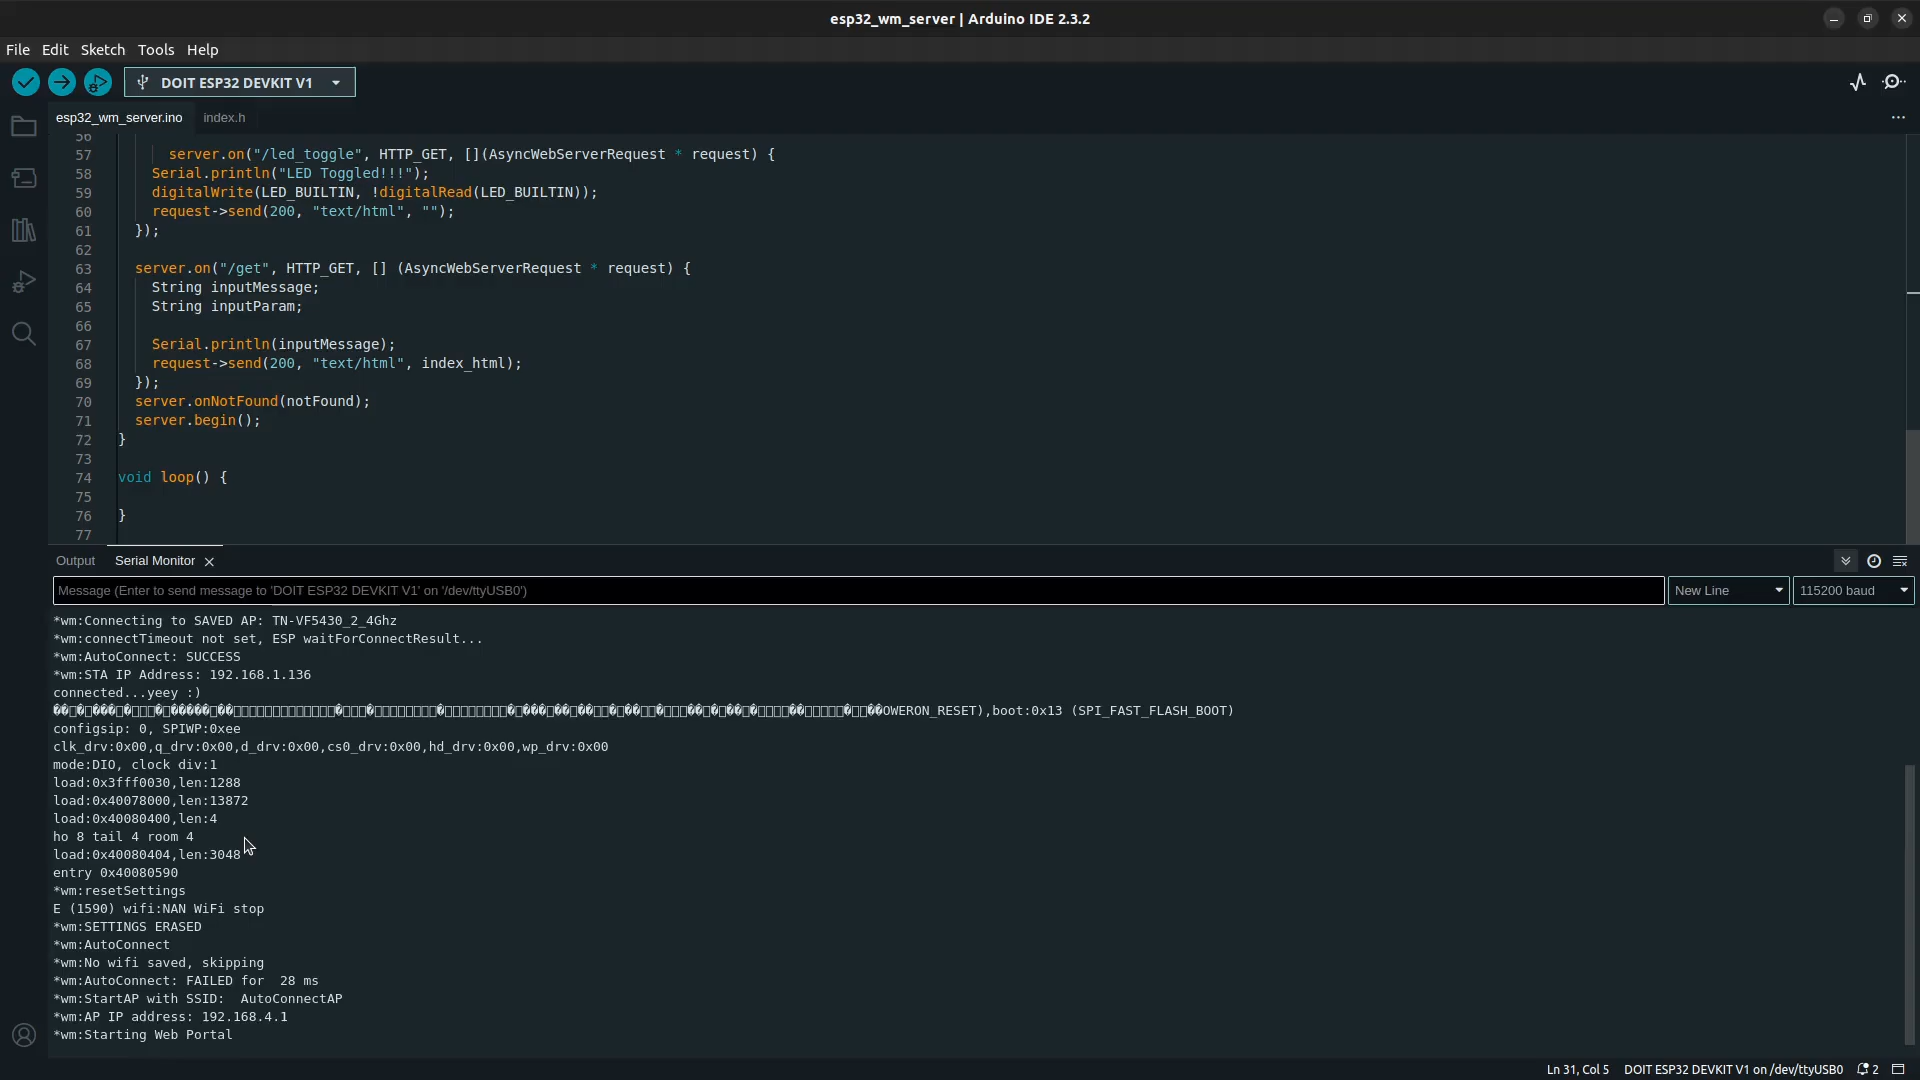 esp32_wm_server | Arduino IDE 2.3.2
File Edit Sketch Tools Help
DOIT ESP32 DEVKIT V1
esp32_wm_server.ino index.h
56
57 server.on("/led_toggle", HTTP_GET, [](AsyncWebServerRequest * request) {
58 Serial.println("LED Toggled!!!");
59 digitalWrite(LED_BUILTIN, !digitalRead(LED_BUILTIN));
60 request->send(200, "text/html", "");
61 });
62
63 server.on("/get", HTTP_GET, [] (AsyncWebServerRequest * request) {
64 String inputMessage;
65 String inputParam;
66
67 Serial.println(inputMessage);
68 request->send(200, "text/html", index_html);
69 });
70 server.onNotFound(notFound);
71 server.begin();
72 }
73
74 void loop() {
75
76 }
77
Output Serial Monitor
Message (Enter to send message to 'DOIT ESP32 DEVKIT V1' on '/dev/ttyUSB0')
New Line 115200 baud
*wm:Connecting to SAVED AP: TN-VF5430_2_4Ghz
*wm:connectTimeout not set, ESP waitForConnectResult...
*wm:AutoConnect: SUCCESS
*wm:STA IP Address: 192.168.1.136
connected...yeey :)
OWERON_RESET),boot:0x13 (SPI_FAST_FLASH_BOOT)
configsip: 0, SPIWP:0xee
clk_drv:0x00,q_drv:0x00,d_drv:0x00,cs0_drv:0x00,hd_drv:0x00,wp_drv:0x00
mode:DIO, clock div:1
load:0x3fff0030,len:1288
load:0x40078000,len:13872
load:0x40080400,len:4
ho 8 tail 4 room 4
load:0x40080404,len:3048
entry 0x40080590
*wm:resetSettings
E (1590) wifi:NAN WiFi stop
*wm:SETTINGS ERASED
*wm:AutoConnect
*wm:No wifi saved, skipping
*wm:AutoConnect: FAILED for  28 ms
*wm:StartAP with SSID:  AutoConnectAP
*wm:AP IP address: 192.168.4.1
*wm:Starting Web Portal
Ln 31, Col 5 DOIT ESP32 DEVKIT V1 on /dev/ttyUSB0 2